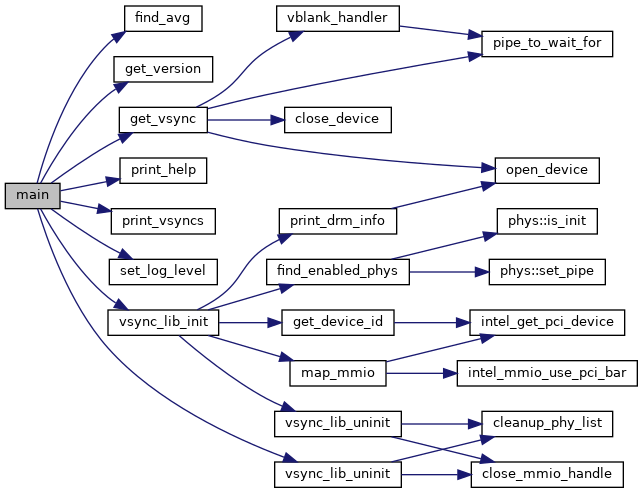 main
find_avg
get_version
get_vsync
print_help
print_vsyncs
set_log_level
vsync_lib_init
vblank_handler
close_device
print_drm_info
find_enabled_phys
get_device_id
map_mmio
vsync_lib_uninit
vsync_lib_uninit
pipe_to_wait_for
open_device
phys::is_init
phys::set_pipe
intel_get_pci_device
intel_mmio_use_pci_bar
cleanup_phy_list
close_mmio_handle